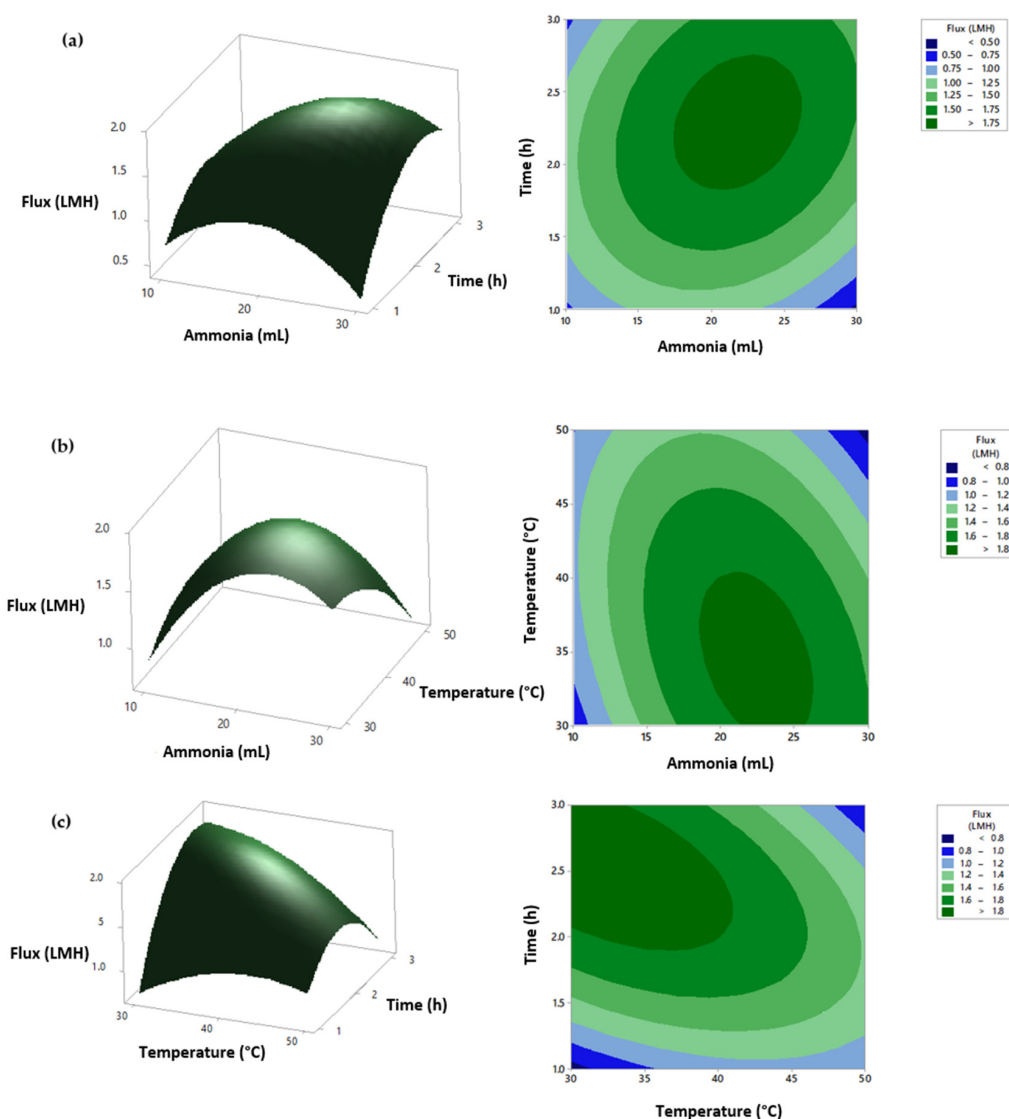 (a)
Flux (LMH)
2.0
1.5
1.0
0.5
10
20
30
Ammonia (mL)
1
2
3
Time (h)
3.0
2.5
2.0
1.5
1.0
Time (h)
10
15
20
25
30
Ammonia (mL)
Flux (LMH)
< 0.50
0.50 – 0.75
0.75 – 1.00
1.00 – 1.25
1.25 – 1.50
1.50 – 1.75
> 1.75
(b)
Flux (LMH)
2.0
1.5
1.0
10
20
30
Ammonia (mL)
30
40
50
Temperature (°C)
50
45
40
35
30
Temperature (°C)
10
15
20
25
30
Ammonia (mL)
Flux
(LMH)
< 0.8
0.8 – 1.0
1.0 – 1.2
1.2 – 1.4
1.4 – 1.6
1.6 – 1.8
> 1.8
(c)
Flux (LMH)
2.0
5
1.0
30
40
50
Temperature (°C)
1
2
3
Time (h)
3.0
2.5
2.0
1.5
1.0
Time (h)
30
35
40
45
50
Temperature (°C)
Flux
(LMH)
< 0.8
0.8 – 1.0
1.0 – 1.2
1.2 – 1.4
1.4 – 1.6
1.6 – 1.8
> 1.8